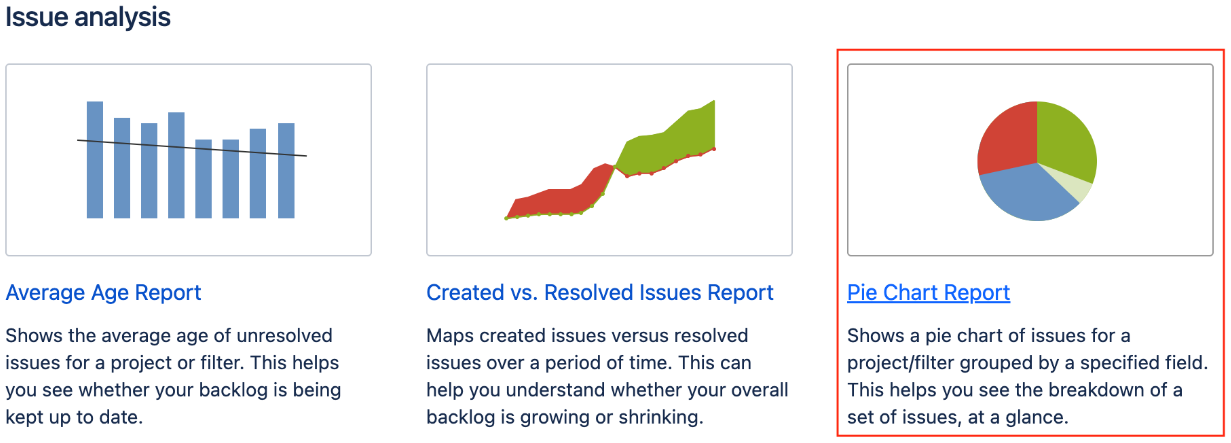 Issue analysis
Average Age Report
Shows the average age of unresolved
issues for a project or filter. This helps
you see whether your backlog is being
kept up to date.
Created vs. Resolved Issues Report
Maps created issues versus resolved
issues over a period of time. This can
help you understand whether your overall
backlog is growing or shrinking.
Pie Chart Report
Shows a pie chart of issues for a
project/filter grouped by a specified field.
This helps you see the breakdown of a
set of issues, at a glance.